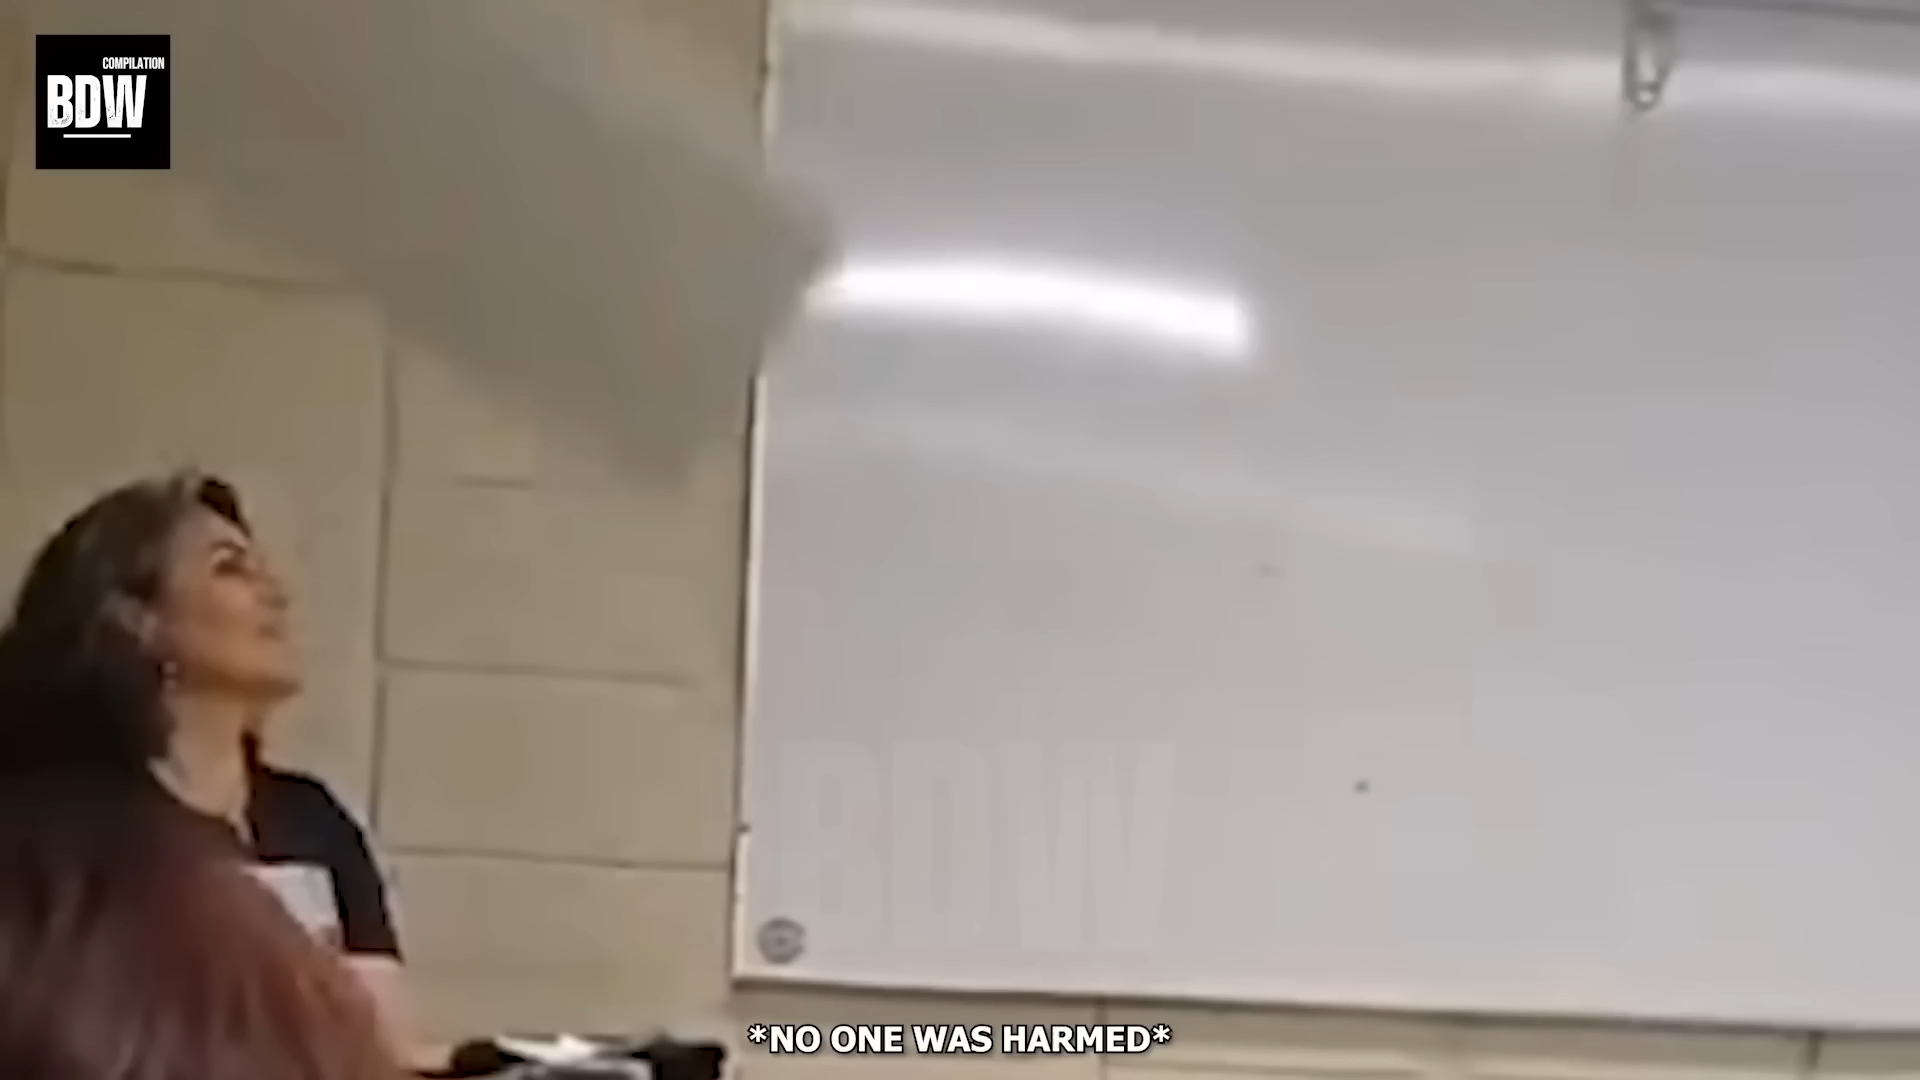 COMPILATION
BDW
BDW
*NO ONE WAS HARMED*